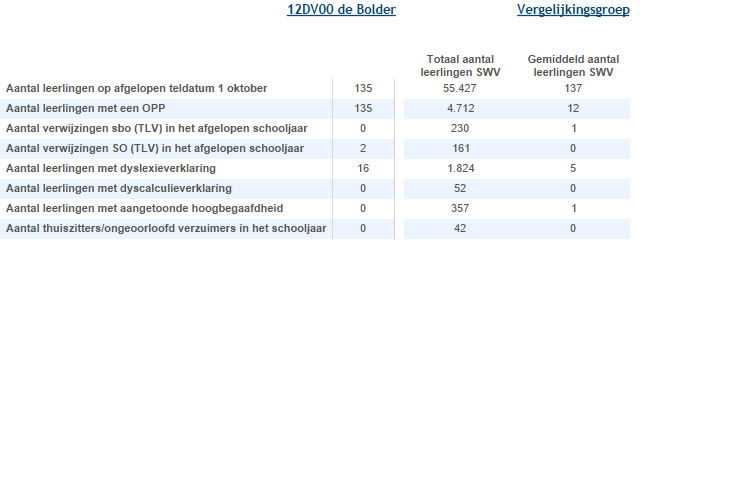 12DV00 de Bolder Vergelijkingsgroep
Totaal aantal Gemiddeld aantal
leerlingen SWV leerlingen SWV
Aantal leerlingen op afgelopen teldatum 1 oktober 135 55.427 137
Aantal leerlingen met een OPP 135 4.712 12
Aantal verwijzingen sbo (TLV) in het afgelopen schooljaar 0 230 1
Aantal verwijzingen SO (TLV) in het afgelopen schooljaar 2 161 0
Aantal leerlingen met dyslexieverklaring 16 1.824 5
Aantal leerlingen met dyscalculieverklaring 0 52 0
Aantal leerlingen met aangetoonde hoogbegaafdheid 0 357 1
Aantal thuiszitters/ongeoorloofd verzuimers in het schooljaar 0 42 0